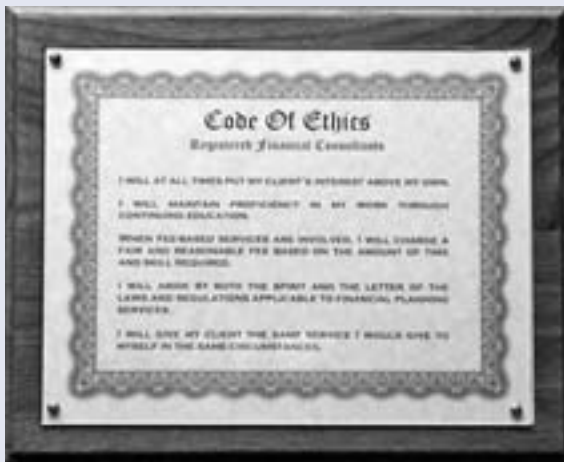 Code Of Ethics
Registered Financial Consultants
I WILL AT ALL TIMES PUT MY CLIENT'S INTEREST ABOVE MY OWN.
I WILL MAINTAIN PROFICIENCY IN MY WORK THROUGH
CONTINUING EDUCATION.
WHEN FEE-BASED SERVICES ARE INVOLVED, I WILL CHARGE A
FAIR AND REASONABLE FEE BASED ON THE AMOUNT OF TIME
AND SKILL REQUIRED.
I WILL ABIDE BY BOTH THE SPIRIT AND THE LETTER OF THE
LAWS AND REGULATIONS APPLICABLE TO FINANCIAL PLANNING
SERVICES.
I WILL GIVE MY CLIENT THE SAME SERVICE I WOULD GIVE TO
MYSELF IN THE SAME CIRCUMSTANCES.